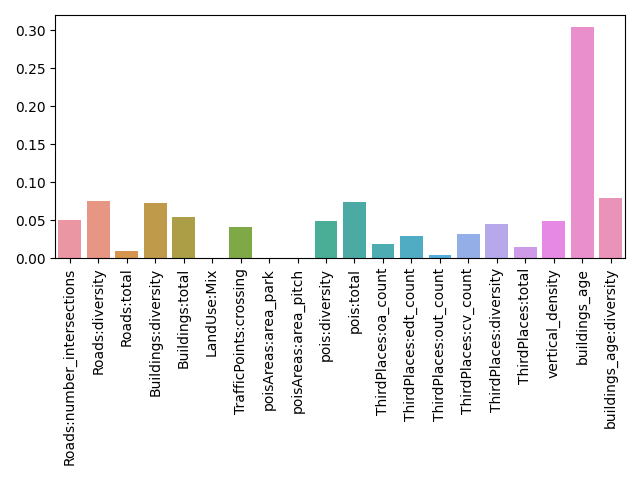 0.30
0.25
0.20
0.15
0.10
0.05
0.00
Roads:number_intersections
Roads:diversity
Roads:total
Buildings:diversity
Buildings:total
LandUse:Mix
TrafficPoints:crossing
poisAreas:area_park
poisAreas:area_pitch
pois:diversity
pois:total
ThirdPlaces:oa_count
ThirdPlaces:edt_count
ThirdPlaces:out_count
ThirdPlaces:cv_count
ThirdPlaces:diversity
ThirdPlaces:total
vertical_density
buildings_age
buildings_age:diversity